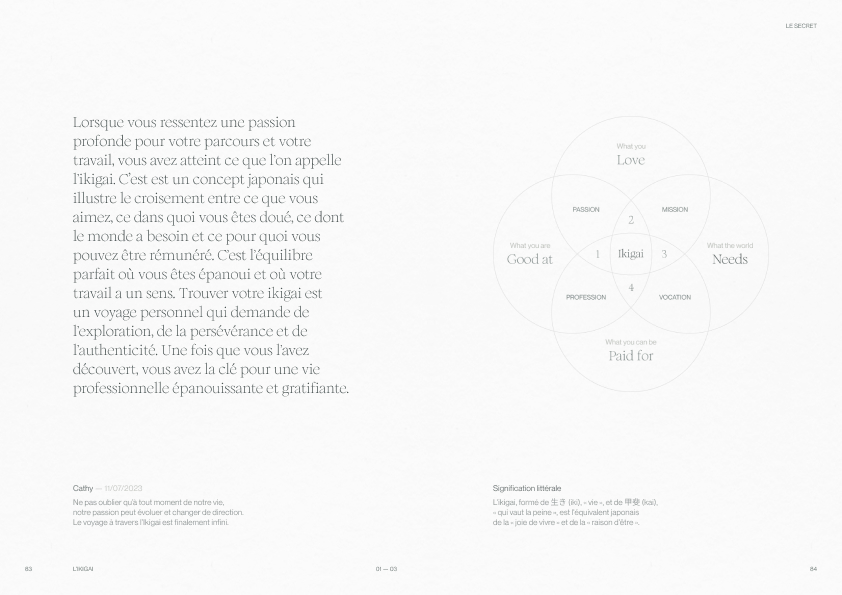 LE SECRET
Lorsque vous ressentez une passion
profonde pour votre parcours et votre
travail, vous avez atteint ce que l'on appelle
l'ikigai. C'est est un concept japonais qui
illustre le croisement entre ce que vous
aimez, ce dans quoi vous êtes doué, ce dont
le monde a besoin et ce pour quoi vous
pouvez être rémunéré. C'est l'équilibre
parfait où vous êtes épanoui et où votre
travail a un sens. Trouver votre ikigai est
un voyage personnel qui demande de
l'exploration, de la persévérance et de
l'authenticité. Une fois que vous l'avez
découvert, vous avez la clé pour une vie
professionnelle épanouissante et gratifiante.
What you
Love
PASSION
MISSION
2
What you are
Good at
1
Ikigai
3
What the world
Needs
4
PROFESSION
VOCATION
What you can be
Paid for
Cathy — 11/07/2023
Ne pas oublier qu'à tout moment de notre vie,
notre passion peut évoluer et changer de direction.
Le voyage à travers l'Ikigai est finalement infini.
Signification littérale
L'ikigai, formé de 生き (iki), « vie », et de 甲斐 (kai),
« qui vaut la peine », est l'équivalent japonais
de la « joie de vivre » et de la « raison d'être ».
83
L'IKIGAI
01 — 03
84